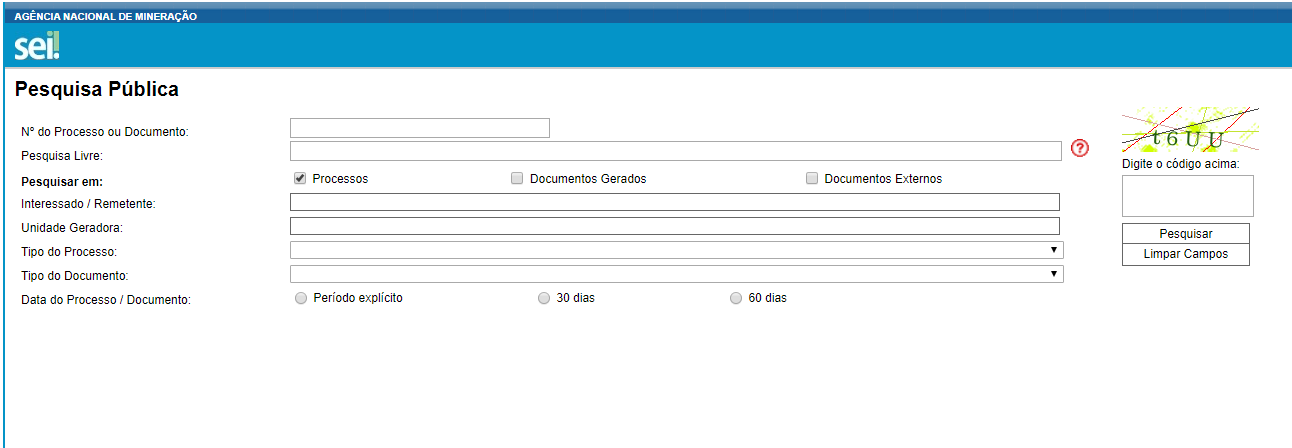 AGÊNCIA NACIONAL DE MINERAÇÃO
sei!
Pesquisa Pública
Nº do Processo ou Documento:
Pesquisa Livre:
?
Pesquisar em:
Processos
Documentos Gerados
Documentos Externos
Interessado / Remetente:
Unidade Geradora:
Tipo do Processo:
Tipo do Documento:
Data do Processo / Documento:
Período explícito
30 dias
60 dias
t6UU
Digite o código acima:
Pesquisar
Limpar Campos